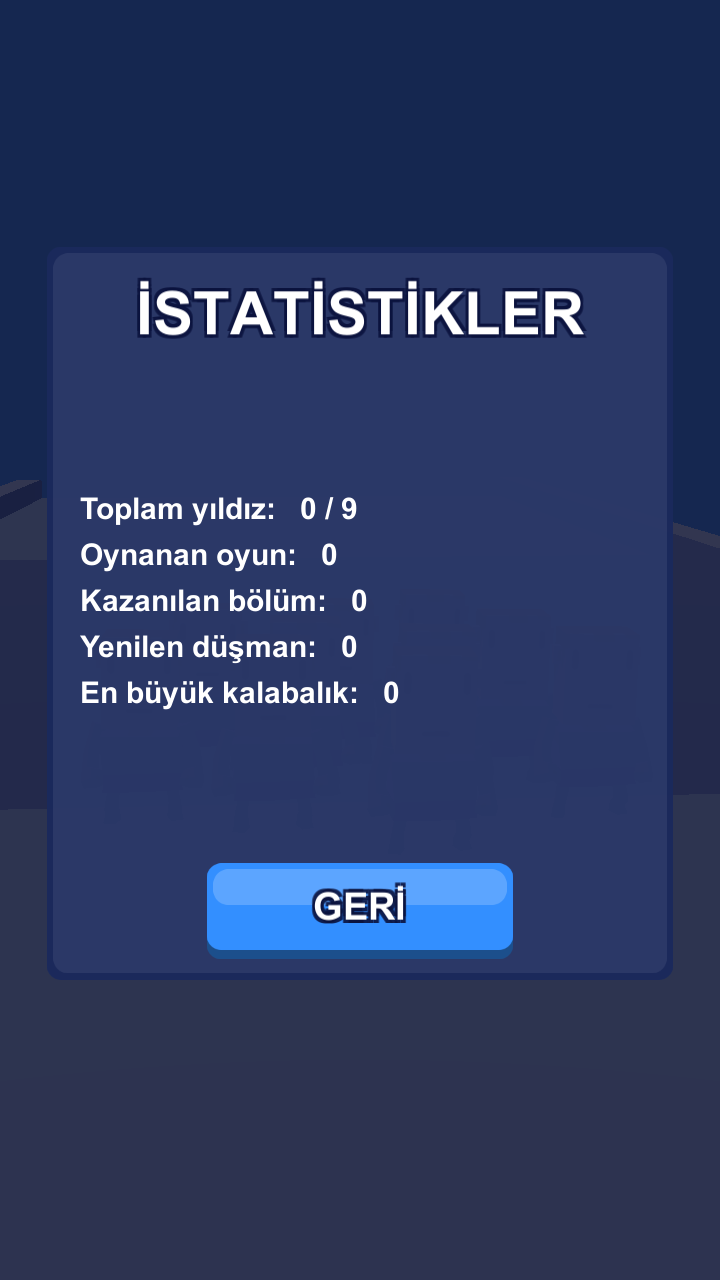 İSTATİSTİKLER
Toplam yıldız: 0 / 9
Oynanan oyun: 0
Kazanılan bölüm: 0
Yenilen düşman: 0
En büyük kalabalık: 0
GERİ